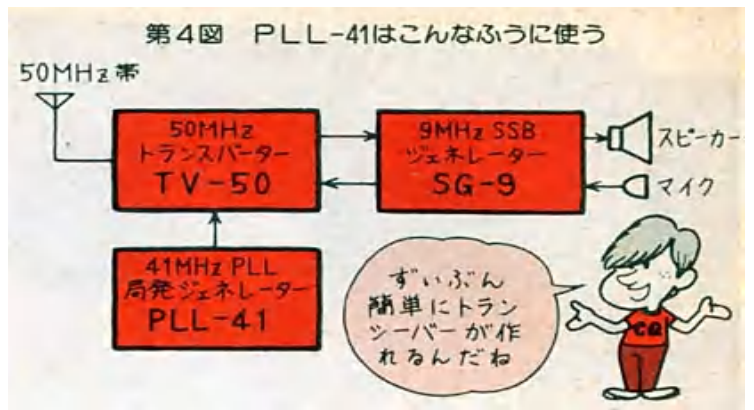 第4図 PLL-41はこんなふうに使う
50MHz帯
50MHz
トランスバーター
TV-50
9MHz SSB
ジェネレーター
SG-9
スピーカー
マイク
41MHz PLL
局発ジェネレーター
PLL-41
ずいぶん
簡単にトラン
シーバーが作
れるんだね
CQ